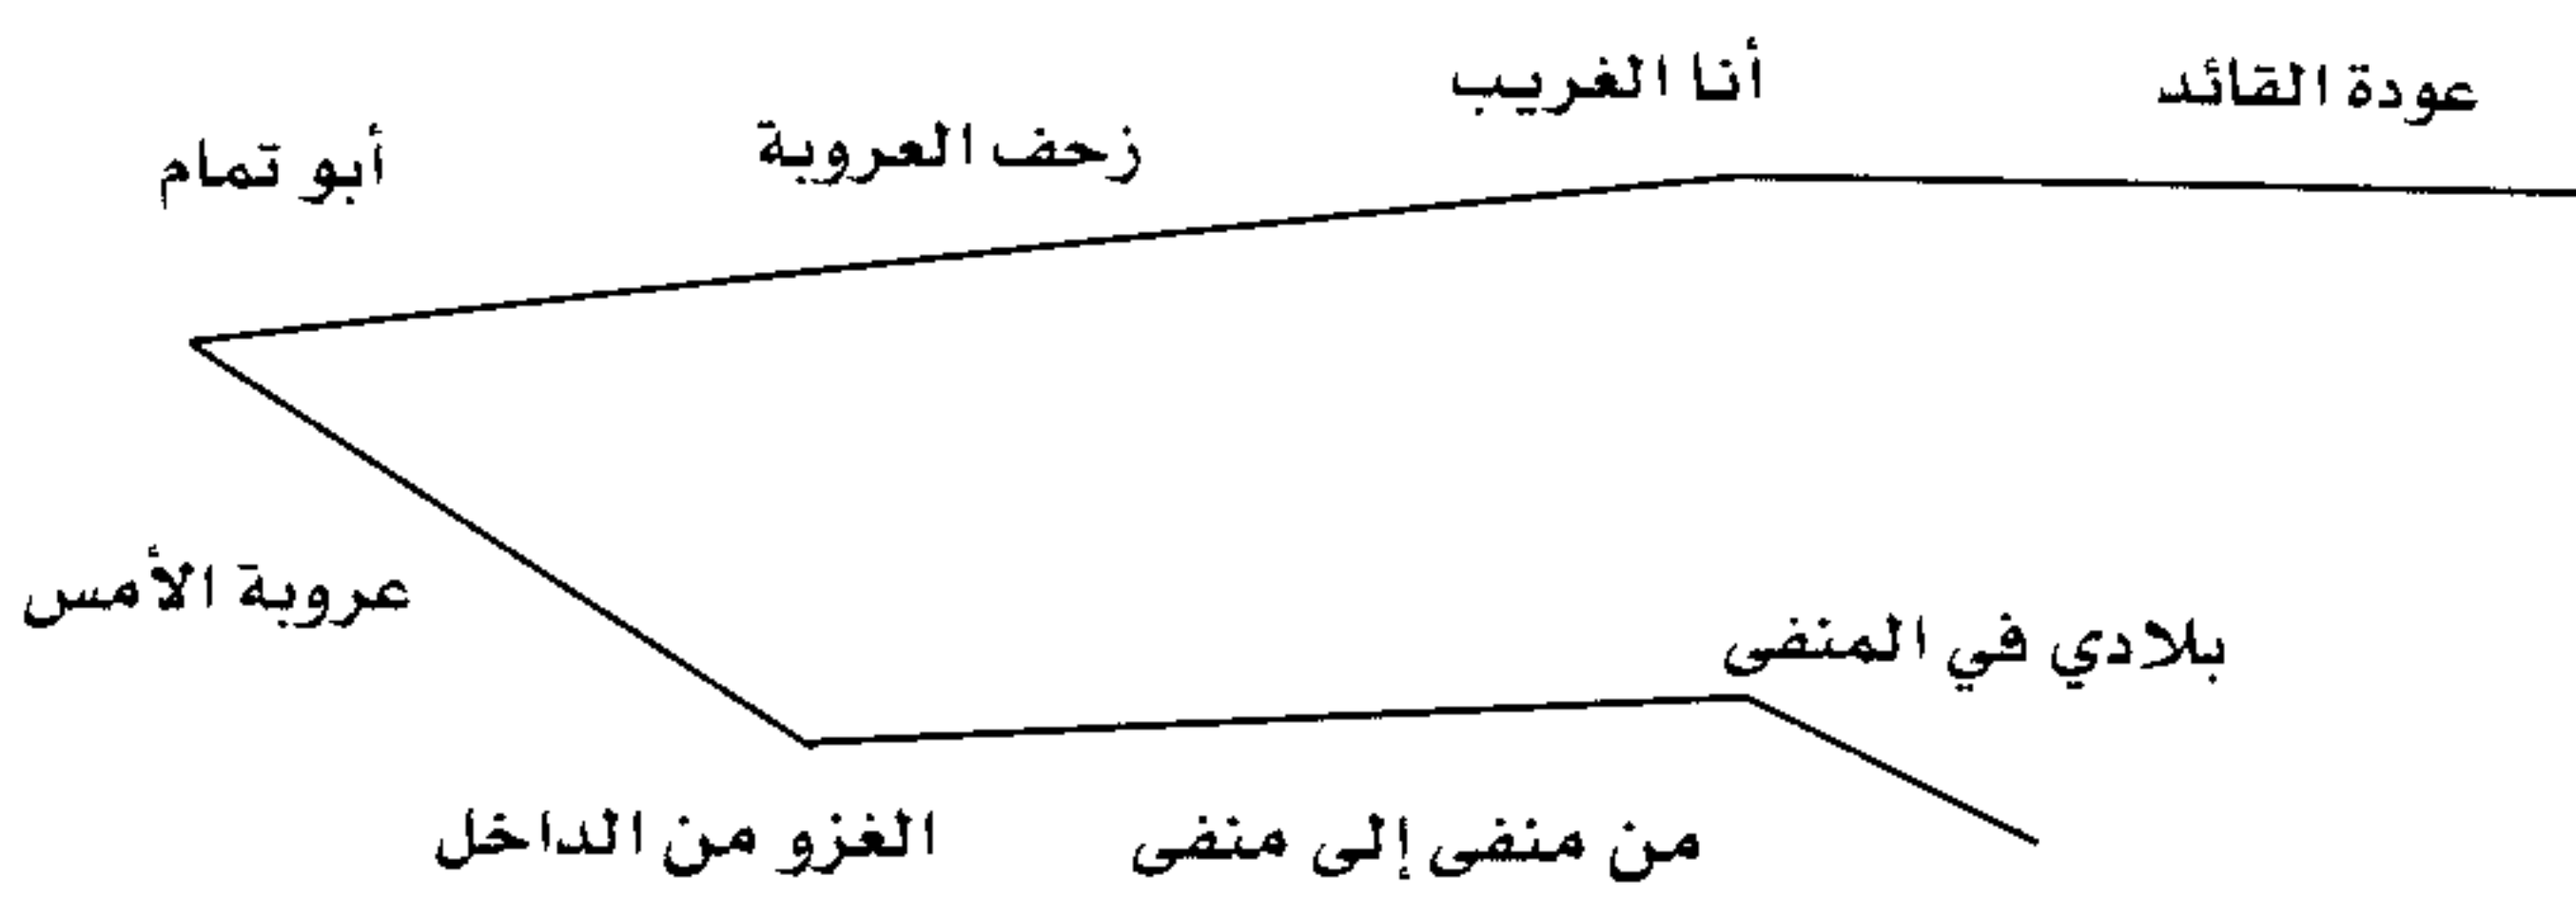 عودة القائد
أنا الغريب
زحف العروبة
أبو تمام
عروبة الأمس
الغزو من الداخل
من منفى إلى منفى
بلادي في المنفى